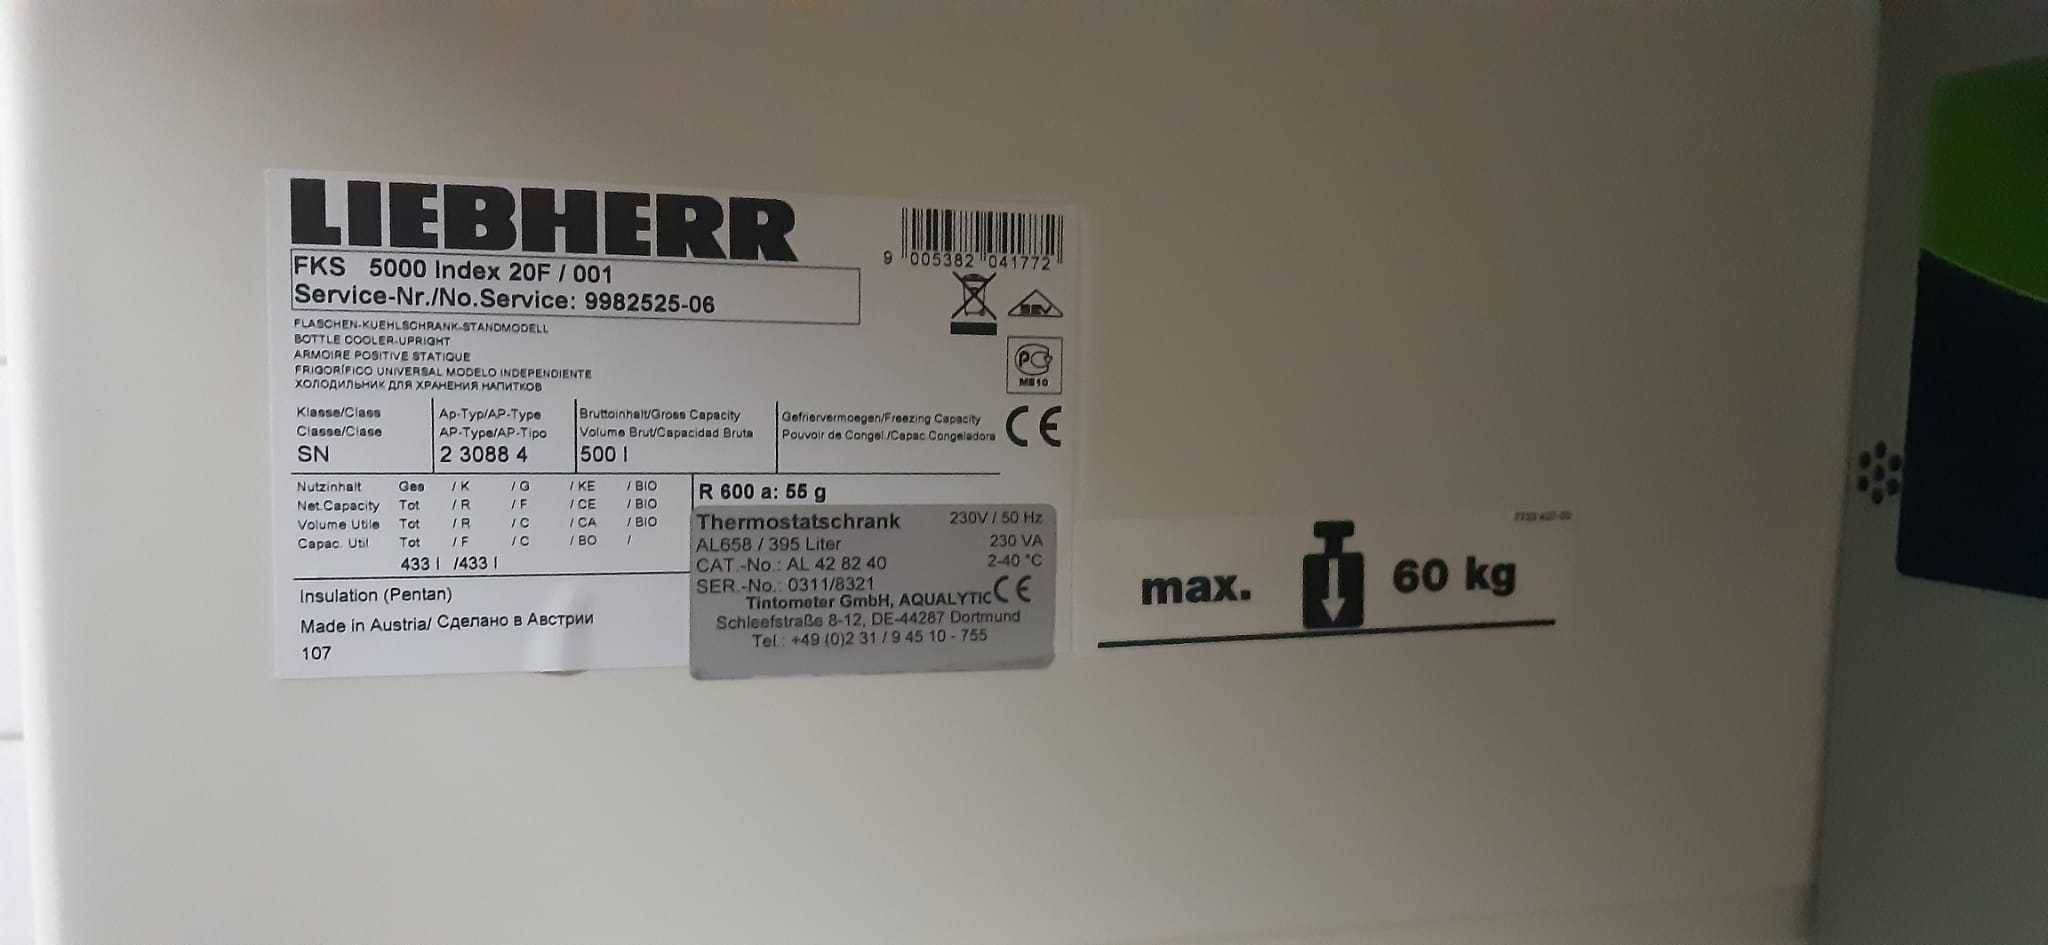 LIEBHERR
FKS 5000 Index 20F / 001
Service-Nr./No.Service: 9982525-06
9 005382 041772
FLASCHEN-KUEHLSCHRANK-STANDMODELL
BOTTLE COOLER-UPRIGHT
ARMOIRE POSITIVE STATIQUE
FRIGORÍFICO UNIVERSAL MODELO INDEPENDIENTE
ХОЛОДИЛЬНИК ДЛЯ ХРАНЕНИЯ НАПИТКОВ
SEV
PC
МБ10
CE
Klasse/Class
Classe/Clase
SN
Ap-Typ/AP-Type
AP-Type/AP-Tipo
2 3088 4
Bruttoinhalt/Gross Capacity
Volume Brut/Capacidad Bruta
500 l
Gefriervermoegen/Freezing Capacity
Pouvoir de Congel./Capac.Congeladora
Nutzinhalt Ges / K / G / KE / BIO
Net.Capacity Tot / R / F / CE / BIO
Volume Utile Tot / R / C / CA / BIO
Capac. Util Tot / F / C / BO /
433 l /433 l
R 600 a: 55 g
Insulation (Pentan)
Made in Austria/ Сделано в Австрии
107
Thermostatschrank 230V / 50 Hz
AL658 / 395 Liter 230 VA
CAT.-No.: AL 42 82 40 2-40 °C
SER.-No.: 0311/8321 CE
Tintometer GmbH, AQUALYTIC
Schleefstraße 8-12, DE-44287 Dortmund
Tel.: +49 (0)2 31 / 9 45 10 - 755
max. 60 kg